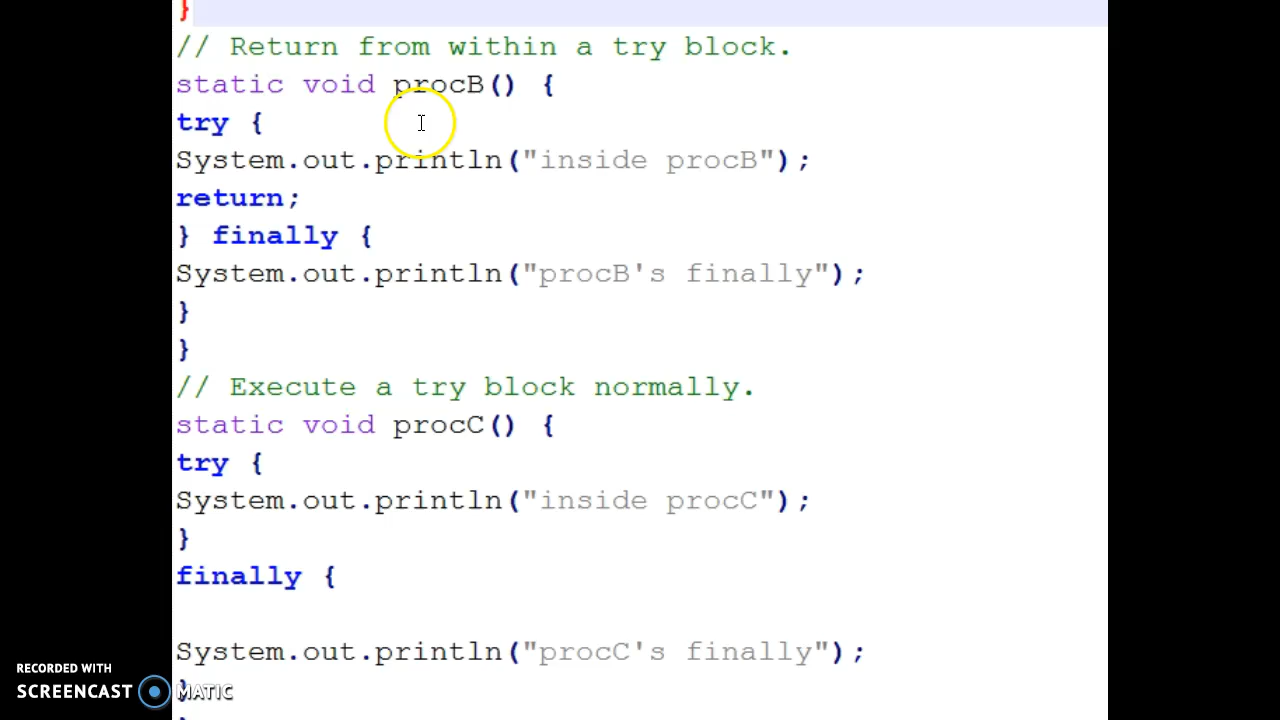 }
// Return from within a try block.
static void procB() {
try {
System.out.println("inside procB");
return;
} finally {
System.out.println("procB's finally");
}
}
// Execute a try block normally.
static void procC() {
try {
System.out.println("inside procC");
}
finally {
System.out.println("procC's finally");
}
}
RECORDED WITH
SCREENCAST MATIC